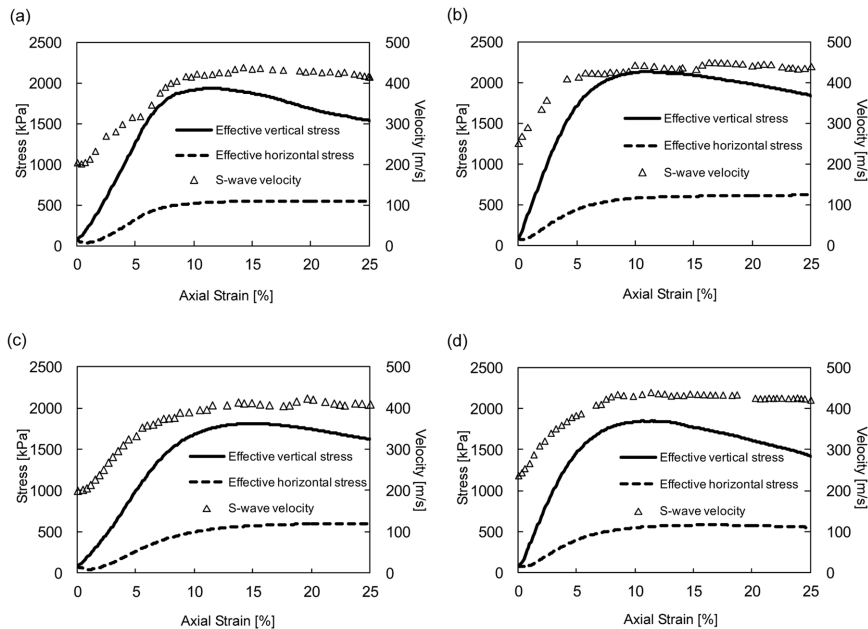 (a)
2500
2000
1500
1000
500
0
Stress [kPa]
500
400
300
200
100
0
Velocity [m/s]
Effective vertical stress
Effective horizontal stress
S-wave velocity
0 5 10 15 20 25
Axial Strain [%]
(b)
2500
2000
1500
1000
500
0
Stress [kPa]
500
400
300
200
100
0
Velocity [m/s]
Effective vertical stress
Effective horizontal stress
S-wave velocity
0 5 10 15 20 25
Axial Strain [%]
(c)
2500
2000
1500
1000
500
0
Stress [kPa]
500
400
300
200
100
0
Velocity [m/s]
Effective vertical stress
Effective horizontal stress
S-wave velocity
0 5 10 15 20 25
Axial Strain [%]
(d)
2500
2000
1500
1000
500
0
Stress [kPa]
500
400
300
200
100
0
Velocity [m/s]
Effective vertical stress
Effective horizontal stress
S-wave velocity
0 5 10 15 20 25
Axial Strain [%]